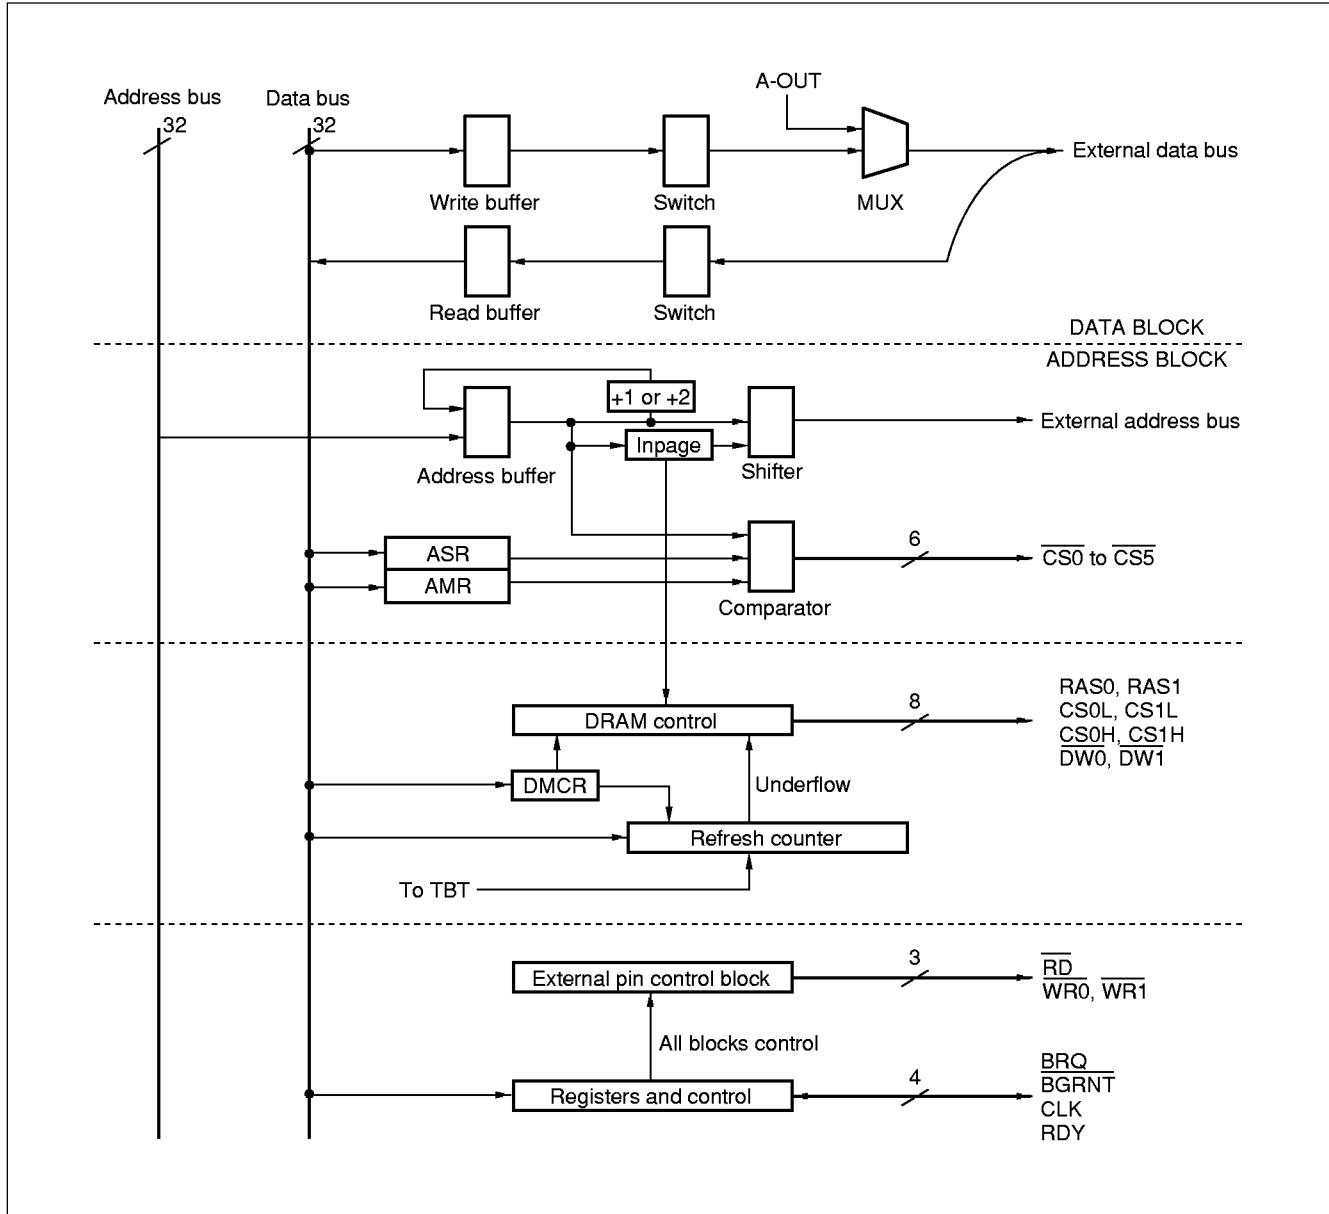 A-OUT
Address bus
Data bus
32
32
External data bus
Write buffer
Switch
MUX
Read buffer
Switch
DATA BLOCK
ADDRESS BLOCK
+1 or +2
External address bus
Inpage
Address buffer
Shifter
6
ASR
CS0 to CS5
AMR
Comparator
RAS0, RAS1
8
CS0L, CS1L
DRAM control
CS0H, CS1H
DW0, DW1
DMCR
Underflow
Refresh counter
To TBT
3
External pin control block
RD
WR0, WR1
All blocks control
BRQ
4
BGRNT
Registers and control
CLK
RDY